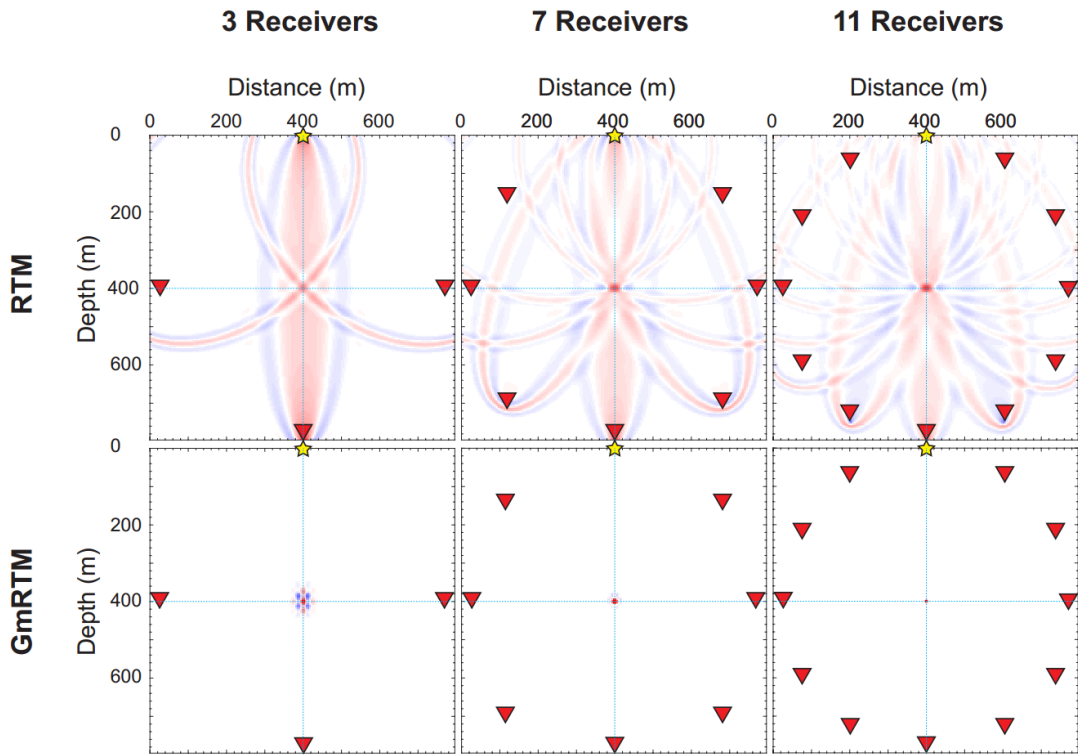 3 Receivers 7 Receivers 11 Receivers
Distance (m) Distance (m) Distance (m)
0 400 600 0 200 400 600 0 200 400 600
RTM
Depth (m)
0
200
400
600
GmRTM
Depth (m)
0
200
400
600